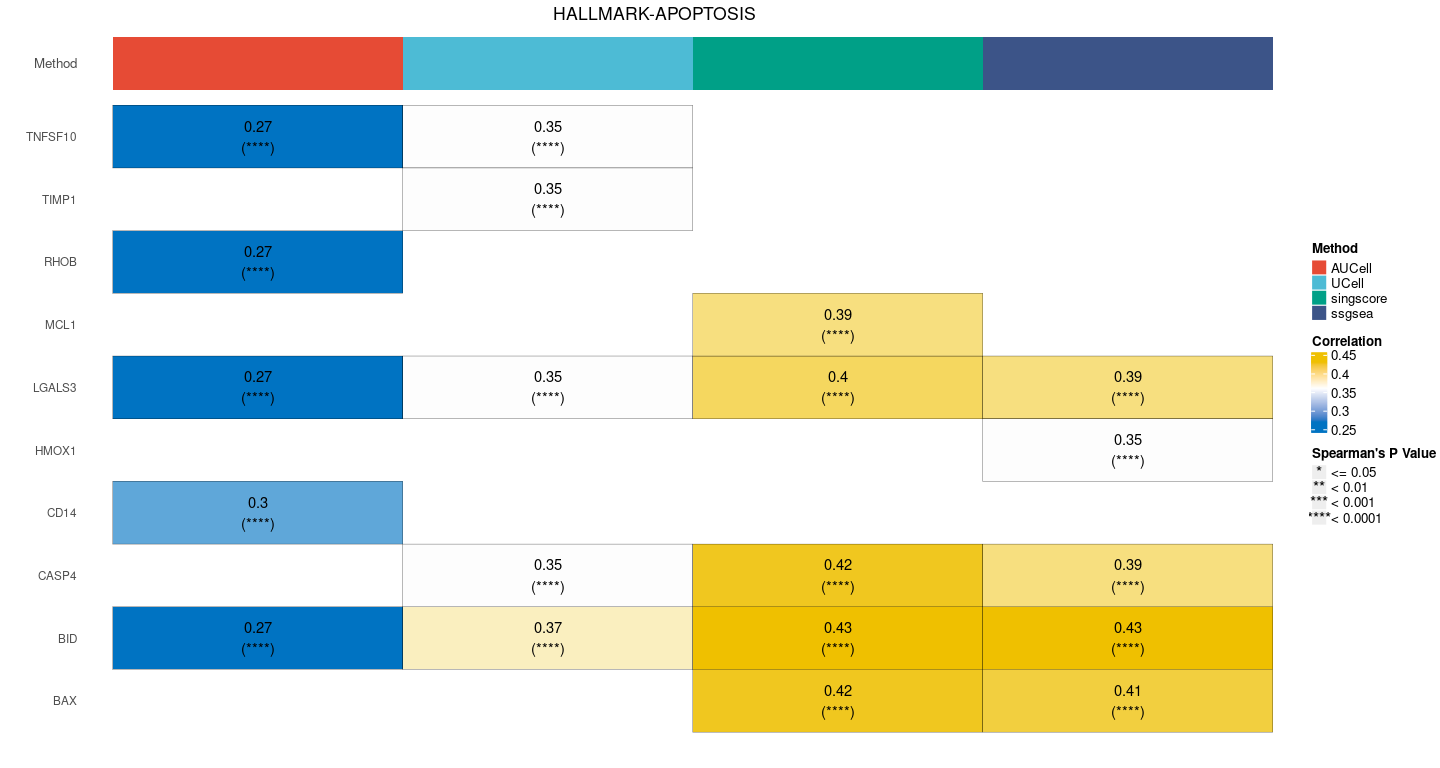 HALLMARK-APOPTOSIS
Method
TNFSF10
0.27
(****)
0.35
(****)
TIMP1
0.35
(****)
RHOB
0.27
(****)
MCL1
0.39
(****)
LGALS3
0.27
(****)
0.35
(****)
0.4
(****)
0.39
(****)
HMOX1
0.35
(****)
CD14
0.3
(****)
CASP4
0.35
(****)
0.42
(****)
0.39
(****)
BID
0.27
(****)
0.37
(****)
0.43
(****)
0.43
(****)
BAX
0.42
(****)
0.41
(****)
Method
AUCell
UCell
singscore
ssgsea
Correlation
0.45
0.4
0.35
0.3
0.25
Spearman's P Value
* <= 0.05
** < 0.01
*** < 0.001
**** < 0.0001